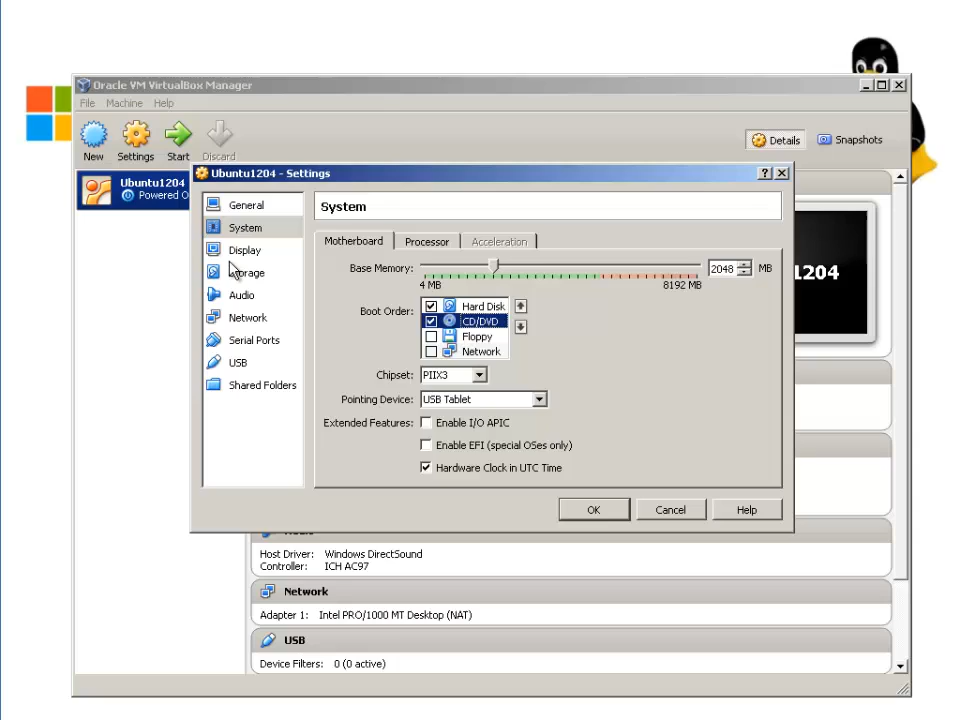 Oracle VM VirtualBox Manager
File Machine Help
New Settings Start Discard
Details Snapshots
Ubuntu1204
Powered O
1204
Ubuntu1204 - Settings
General
System
Display
Storage
Audio
Network
Serial Ports
USB
Shared Folders
System
Motherboard Processor Acceleration
Base Memory: 2048 MB
4 MB 8192 MB
Boot Order: Hard Disk
CD/DVD
Floppy
Network
Chipset: PIIX3
Pointing Device: USB Tablet
Extended Features: Enable I/O APIC
Enable EFI (special OSes only)
Hardware Clock in UTC Time
OK Cancel Help
Host Driver: Windows DirectSound
Controller: ICH AC97
Network
Adapter 1: Intel PRO/1000 MT Desktop (NAT)
USB
Device Filters: 0 (0 active)